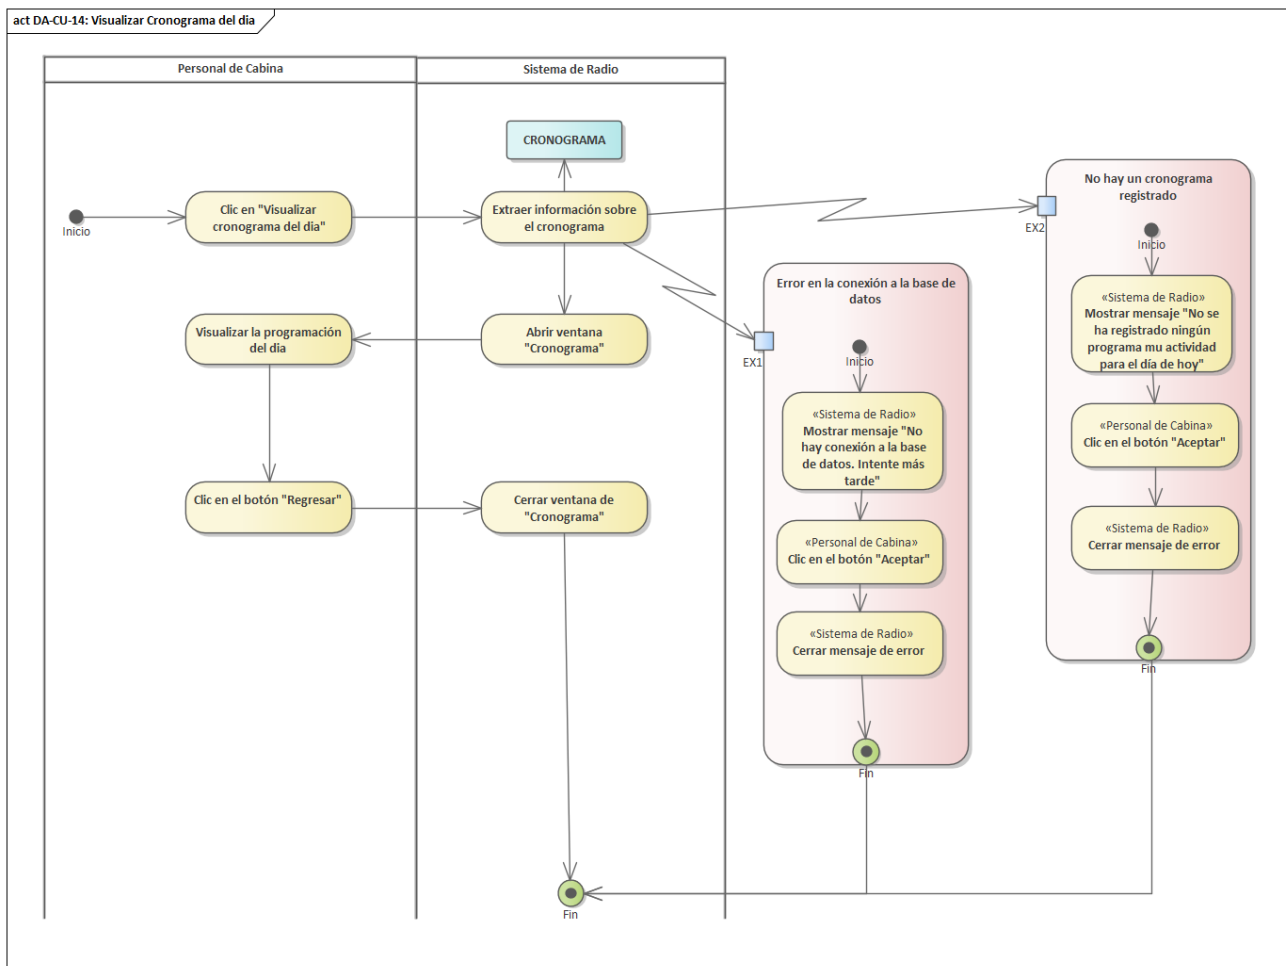 act DA-CU-14: Visualizar Cronograma del dia
Personal de Cabina
Sistema de Radio
CRONOGRAMA
Inicio
Clic en "Visualizar
cronograma del dia"
Extraer información sobre
el cronograma
Visualizar la programación
del dia
Abrir ventana
"Cronograma"
Clic en el botón "Regresar"
Cerrar ventana de
"Cronograma"
Fin
EX1
Error en la conexión a la base de
datos
Inicio
«Sistema de Radio»
Mostrar mensaje "No
hay conexión a la base
de datos. Intente más
tarde"
«Personal de Cabina»
Clic en el botón "Aceptar"
«Sistema de Radio»
Cerrar mensaje de error
Fin
EX2
No hay un cronograma
registrado
Inicio
«Sistema de Radio»
Mostrar mensaje "No se
ha registrado ningún
programa mu actividad
para el día de hoy"
«Personal de Cabina»
Clic en el botón "Aceptar"
«Sistema de Radio»
Cerrar mensaje de error
Fin